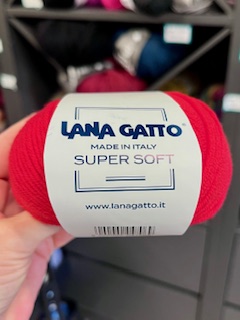 LANA GATTO®
MADE IN ITALY
SUPER SOFT
www.lanagatto.it